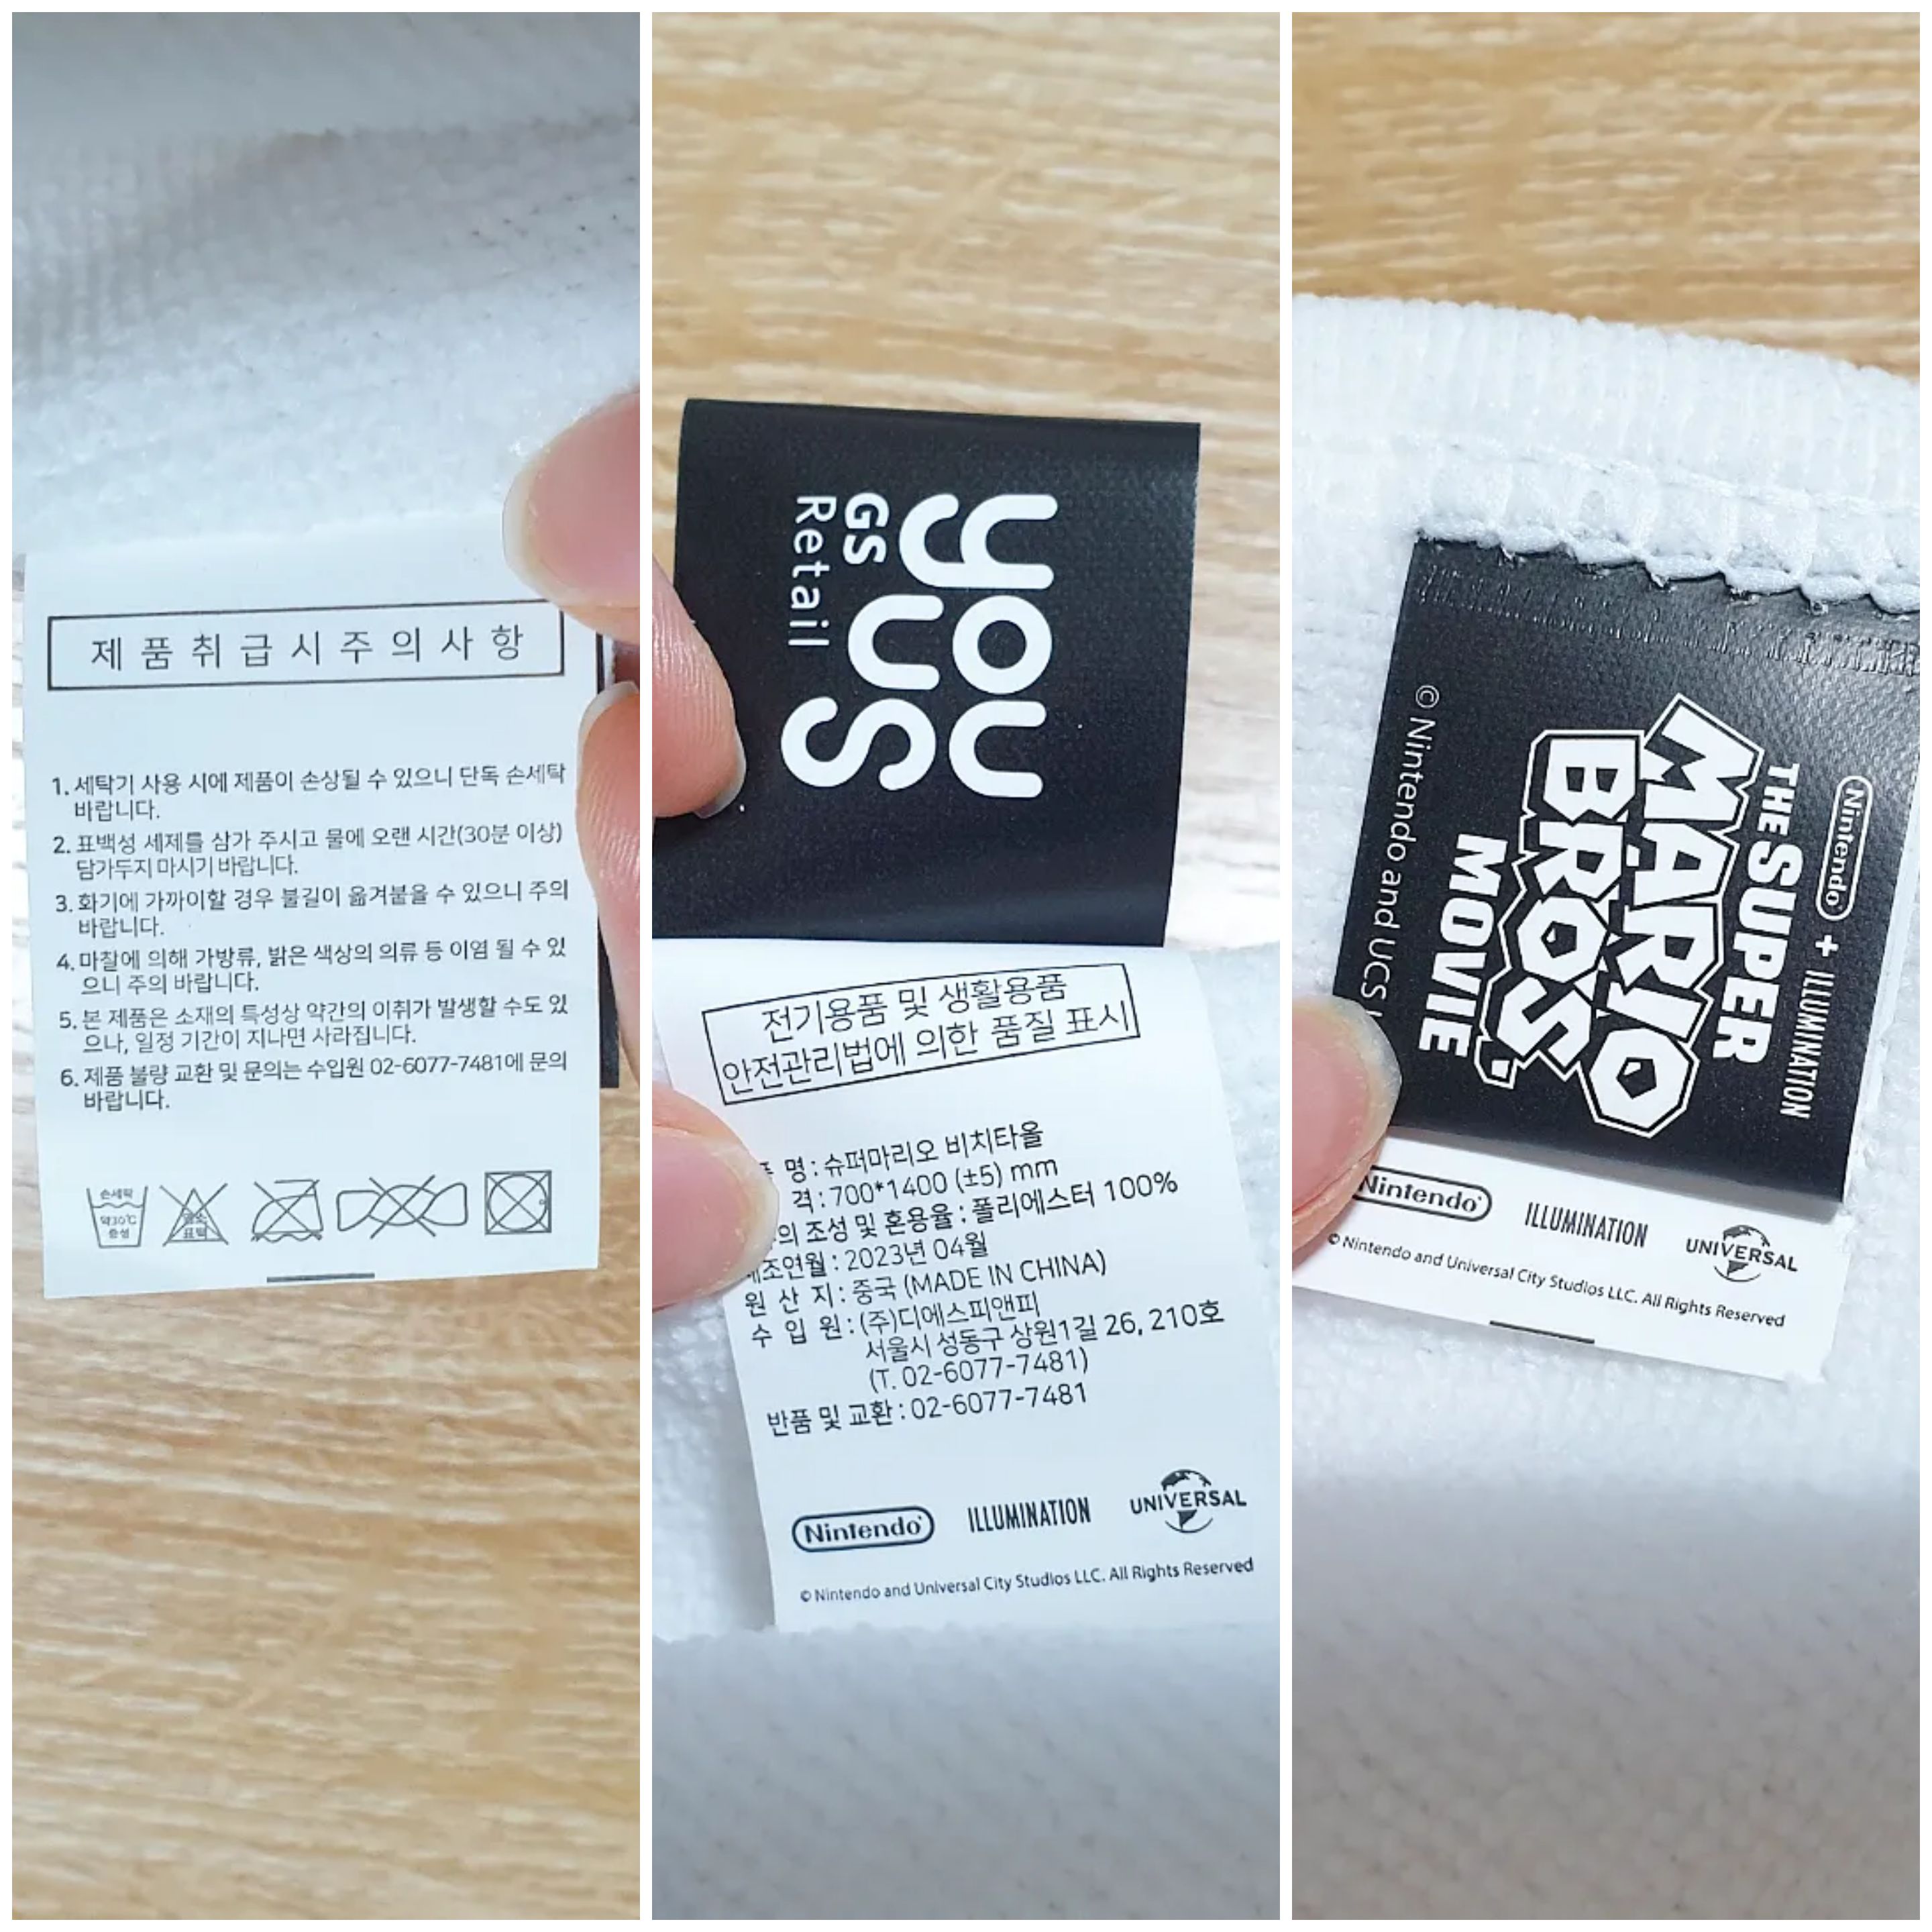 제품취급시주의사항
1. 세탁기 사용 시에 제품이 손상될 수 있으니 단독 손세탁
바랍니다.
2. 표백성 세제를 삼가 주시고 물에 오랜 시간(30분 이상)
담가두지 마시기 바랍니다.
3. 화기에 가까이할 경우 불길이 옮겨붙을 수 있으니 주의
바랍니다.
4. 마찰에 의해 가방류, 밝은 색상의 의류 등 이염 될 수 있
으니 주의 바랍니다.
5. 본 제품은 소재의 특성상 약간의 이취가 발생할 수도 있
으나, 일정 기간이 지나면 사라집니다.
6. 제품 불량 교환 및 문의는 수입원 02-6077-7481에 문의
바랍니다.
손세탁
약30℃
중성
염소
표백
you
us
GS
Retail
전기용품 및 생활용품
안전관리법에 의한 품질 표시
명 : 슈퍼마리오 비치타올
격 : 700*1400 (±5) mm
의 조성 및 혼용율 : 폴리에스터 100%
제조연월 : 2023년 04월
원 산 지 : 중국 (MADE IN CHINA)
수 입 원 : (주)디에스피앤피
서울시 성동구 상원1길 26, 210호
(T. 02-6077-7481)
반품 및 교환 : 02-6077-7481
Nintendo ILLUMINATION UNIVERSAL
© Nintendo and Universal City Studios LLC. All Rights Reserved
Nintendo + ILLUMINATION
THE SUPER
MARIO
BROS.
MOVIE
© Nintendo and UCS
Nintendo ILLUMINATION UNIVERSAL
© Nintendo and Universal City Studios LLC. All Rights Reserved